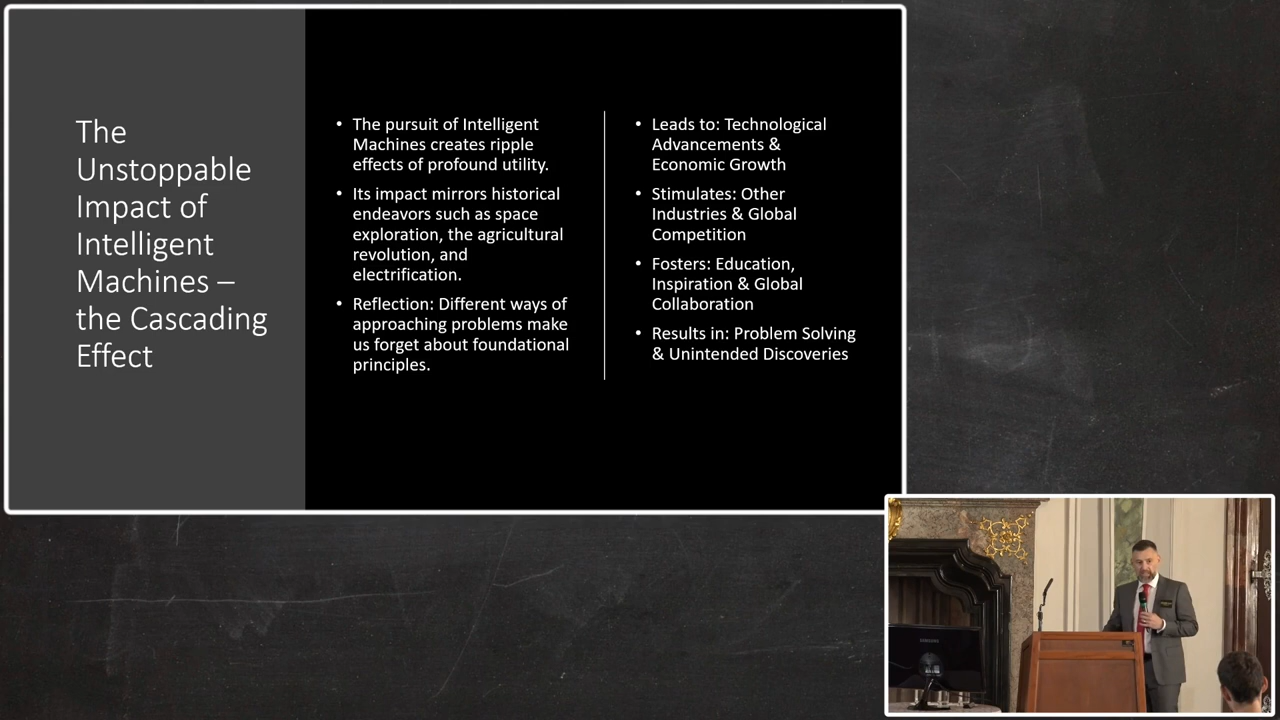 The
Unstoppable
Impact of
Intelligent
Machines –
the Cascading
Effect
• The pursuit of Intelligent
Machines creates ripple
effects of profound utility.
• Its impact mirrors historical
endeavors such as space
exploration, the agricultural
revolution, and
electrification.
• Reflection: Different ways of
approaching problems make
us forget about foundational
principles.
• Leads to: Technological
Advancements &
Economic Growth
• Stimulates: Other
Industries & Global
Competition
• Fosters: Education,
Inspiration & Global
Collaboration
• Results in: Problem Solving
& Unintended Discoveries
SAMSUNG